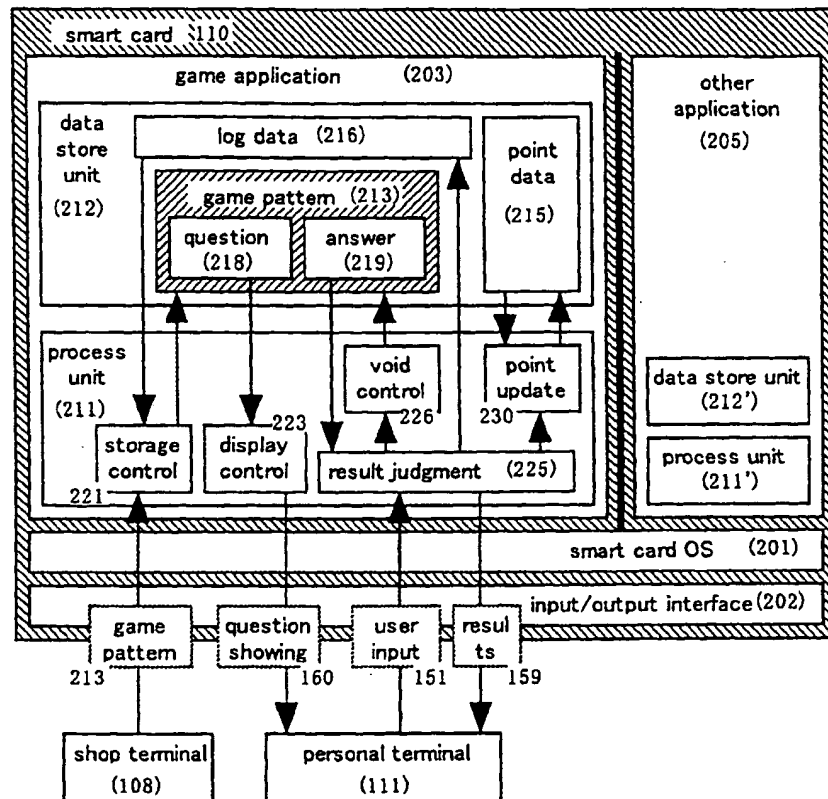 smart card 110
game application (203)
data
store
unit
(212)
log data (216)
game pattern (213)
question
(218)
answer
(219)
point
data
(215)
other
application
(205)
process
unit
(211)
void
control
226
point
update
230
storage
control
221
display
control
223
result judgment (225)
data store unit
(212')
process unit
(211')
smart card OS (201)
input/output interface (202)
game
pattern
213
question
showing
160
user
input
151
resul
ts
159
shop terminal
(108)
personal terminal
(111)